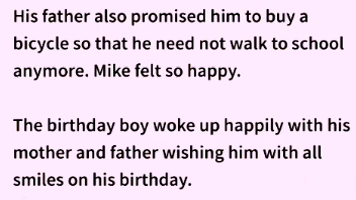 His father also promised him to buy a
bicycle so that he need not walk to school
anymore. Mike felt so happy.
The birthday boy woke up happily with his
mother and father wishing him with all
smiles on his birthday.